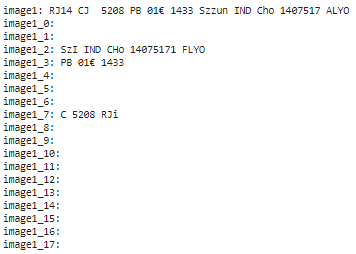 image1: RJ14 CJ  5208 PB 01€ 1433 Szzun IND Cho 1407517 ALYO
image1_0:
image1_1:
image1_2: SzI IND CHo 14075171 FLYO
image1_3: PB 01€ 1433
image1_4:
image1_5:
image1_6:
image1_7: C 5208 RJi
image1_8:
image1_9:
image1_10:
image1_11:
image1_12:
image1_13:
image1_14:
image1_15:
image1_16:
image1_17: